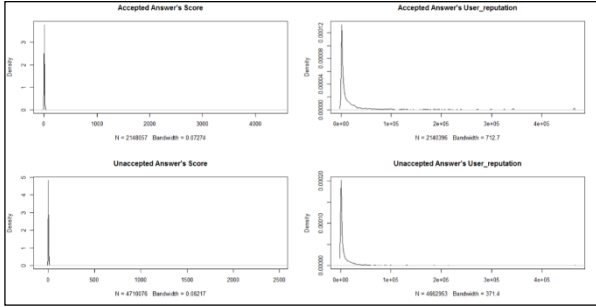 Accepted Answer's Score
Density
0 1 2 3
0 1000 2000 3000 4000
N = 2148057 Bandwidth = 0.07274
Accepted Answer's User_reputation
Density
0.00000 0.00004 0.00008 0.00012
0e+00 1e+05 2e+05 3e+05 4e+05
N = 2140396 Bandwidth = 712.7
Unaccepted Answer's Score
Density
0 1 2 3 4 5
0 500 1000 1500 2000 2500
N = 4710076 Bandwidth = 0.06217
Unaccepted Answer's User_reputation
Density
0.00000 0.00010 0.00020
0e+00 1e+05 2e+05 3e+05 4e+05
N = 4682953 Bandwidth = 371.4